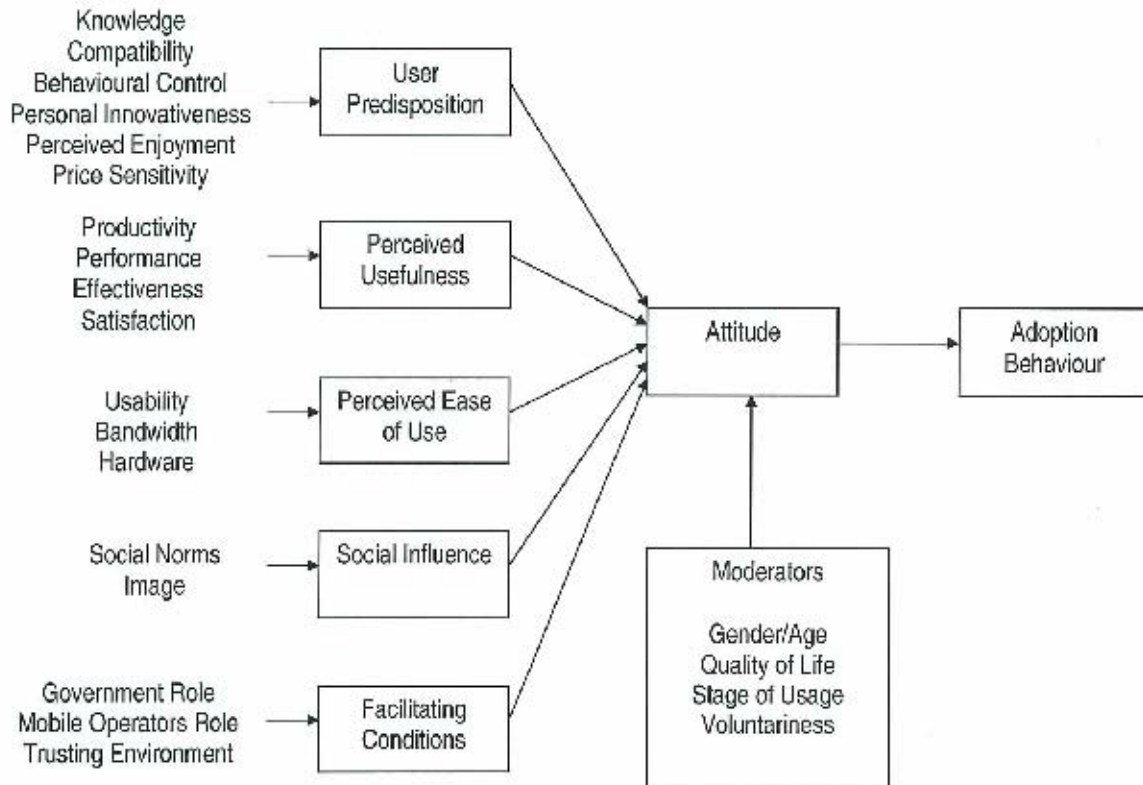 Knowledge
Compatibility
Behavioural Control
Personal Innovativeness
Perceived Enjoyment
Price Sensitivity
User
Predisposition
Productivity
Performance
Effectiveness
Satisfaction
Perceived
Usefulness
Attitude
Adoption
Behaviour
Usability
Bandwidth
Hardware
Perceived Ease
of Use
Social Norms
Image
Social Influence
Moderators
Gender/Age
Quality of Life
Stage of Usage
Voluntariness
Government Role
Mobile Operators Role
Trusting Environment
Facilitating
Conditions